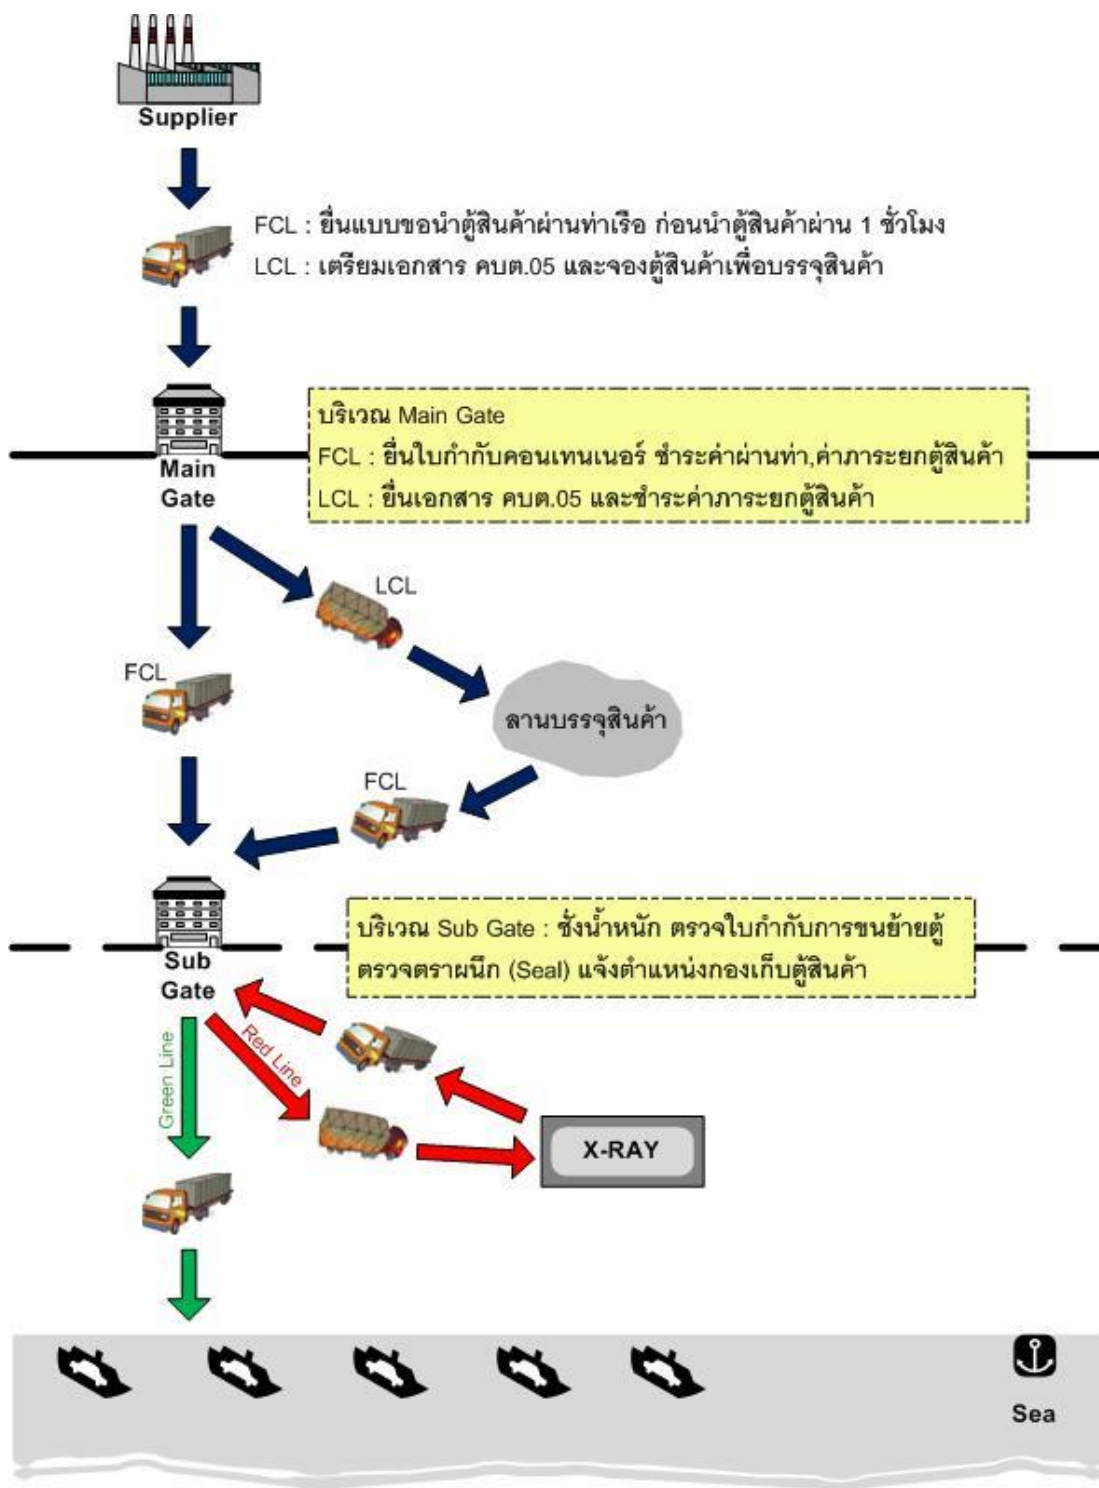 Supplier
FCL : ยื่นแบบขอนำตู้สินค้าผ่านท่าเรือ ก่อนนำตู้สินค้าผ่าน 1 ชั่วโมง
LCL : เตรียมเอกสาร คบต.05 และจองตู้สินค้าเพื่อบรรจุสินค้า
บริเวณ Main Gate
FCL : ยื่นใบกำกับคอนเทนเนอร์ ชำระค่าผ่านท่า,ค่าภาระยกตู้สินค้า
LCL : ยื่นเอกสาร คบต.05 และชำระค่าภาระยกตู้สินค้า
Main
Gate
LCL
FCL
ลานบรรจุสินค้า
FCL
บริเวณ Sub Gate : ชั่งน้ำหนัก ตรวจใบกำกับการขนย้ายตู้
ตรวจตราผนึก (Seal) แจ้งตำแหน่งกองเก็บตู้สินค้า
Sub
Gate
Green Line
Red Line
X-RAY
Sea